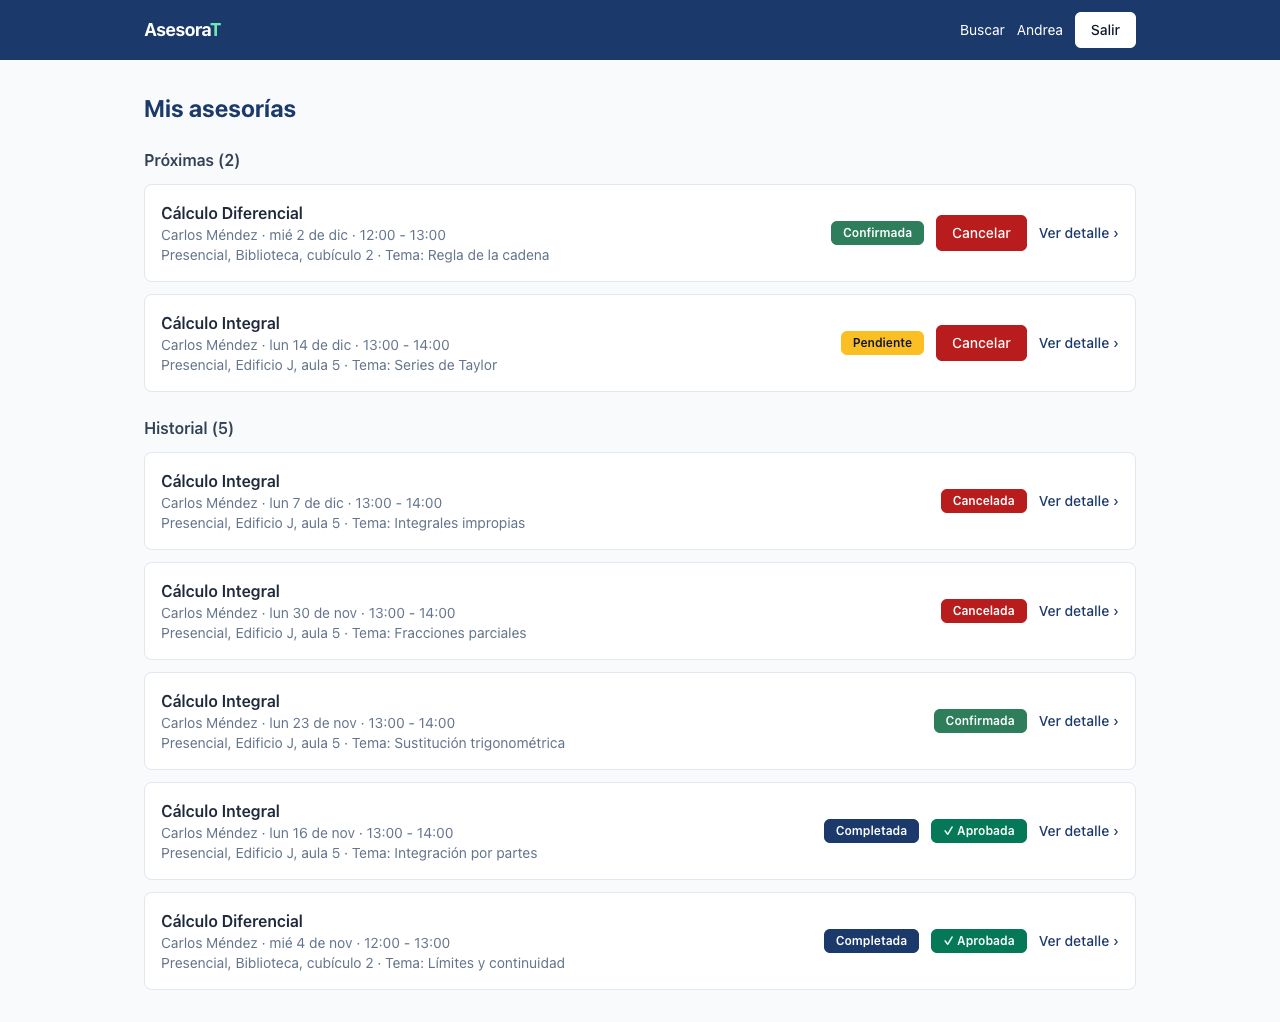 AsesoraT
Buscar Andrea Salir
Mis asesorías
Próximas (2)
Cálculo Diferencial
Carlos Méndez · mié 2 de dic · 12:00 - 13:00
Presencial, Biblioteca, cubículo 2 · Tema: Regla de la cadena
Confirmada Cancelar Ver detalle ›
Cálculo Integral
Carlos Méndez · lun 14 de dic · 13:00 - 14:00
Presencial, Edificio J, aula 5 · Tema: Series de Taylor
Pendiente Cancelar Ver detalle ›
Historial (5)
Cálculo Integral
Carlos Méndez · lun 7 de dic · 13:00 - 14:00
Presencial, Edificio J, aula 5 · Tema: Integrales impropias
Cancelada Ver detalle ›
Cálculo Integral
Carlos Méndez · lun 30 de nov · 13:00 - 14:00
Presencial, Edificio J, aula 5 · Tema: Fracciones parciales
Cancelada Ver detalle ›
Cálculo Integral
Carlos Méndez · lun 23 de nov · 13:00 - 14:00
Presencial, Edificio J, aula 5 · Tema: Sustitución trigonométrica
Confirmada Ver detalle ›
Cálculo Integral
Carlos Méndez · lun 16 de nov · 13:00 - 14:00
Presencial, Edificio J, aula 5 · Tema: Integración por partes
Completada ✓ Aprobada Ver detalle ›
Cálculo Diferencial
Carlos Méndez · mié 4 de nov · 12:00 - 13:00
Presencial, Biblioteca, cubículo 2 · Tema: Límites y continuidad
Completada ✓ Aprobada Ver detalle ›